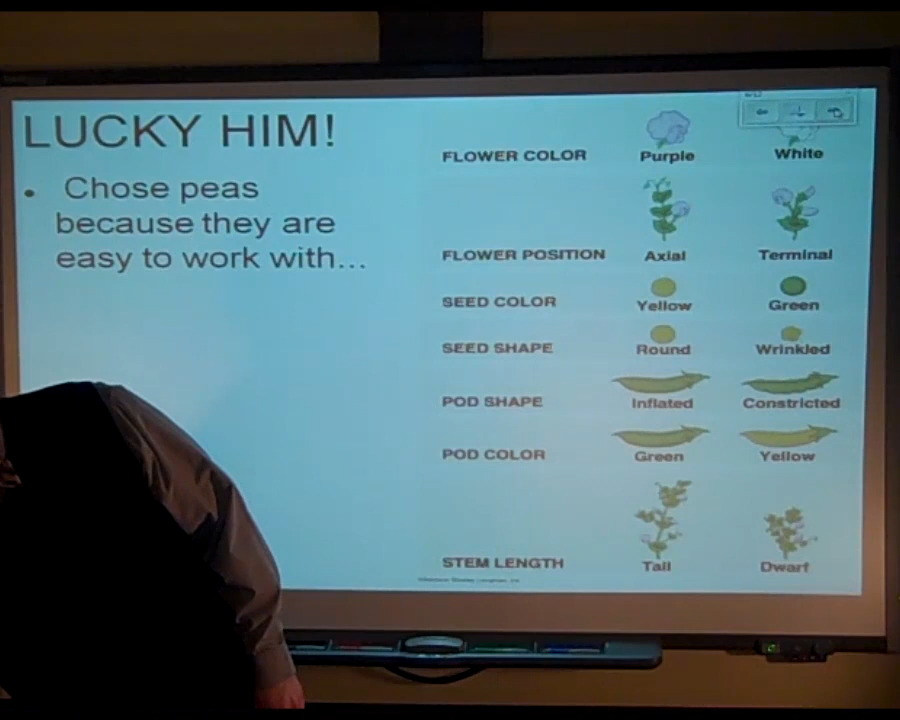 LUCKY HIM!
• Chose peas
because they are
easy to work with...
FLOWER COLOR Purple White
FLOWER POSITION Axial Terminal
SEED COLOR Yellow Green
SEED SHAPE Round Wrinkled
POD SHAPE Inflated Constricted
POD COLOR Green Yellow
STEM LENGTH Tall Dwarf